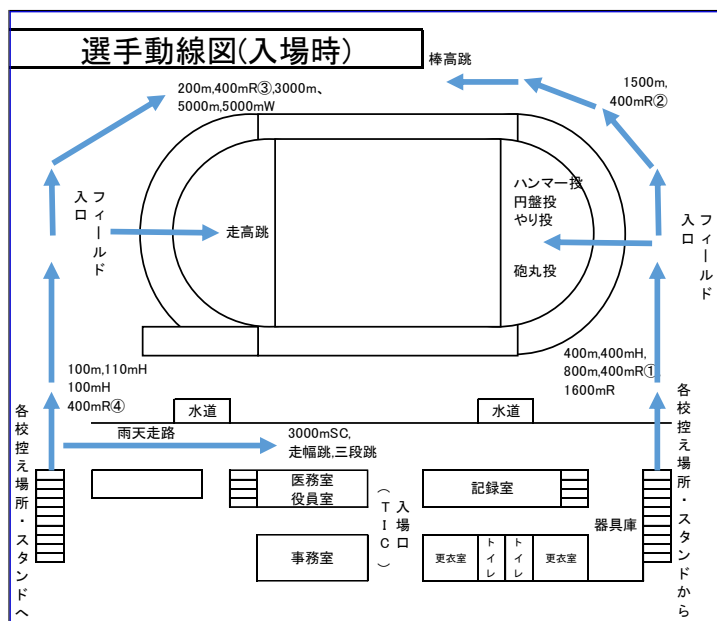 選手動線図(入場時)
棒高跳
200m,400mR③,3000m、
5000m,5000mW
1500m,
400mR②
フィールド
入口
走高跳
ハンマー投
円盤投
やり投
砲丸投
フィールド
入口
100m,110mH
100mH
400mR④
400m,400mH,
800m,400mR①,
1600mR
水道
水道
雨天走路
3000mSC,
走幅跳,三段跳
各校控え場所・スタンドへ
各校控え場所・スタンドから
医務室
役員室
入場口
(TIC)
記録室
器具庫
事務室
更衣室
トイレ
トイレ
更衣室